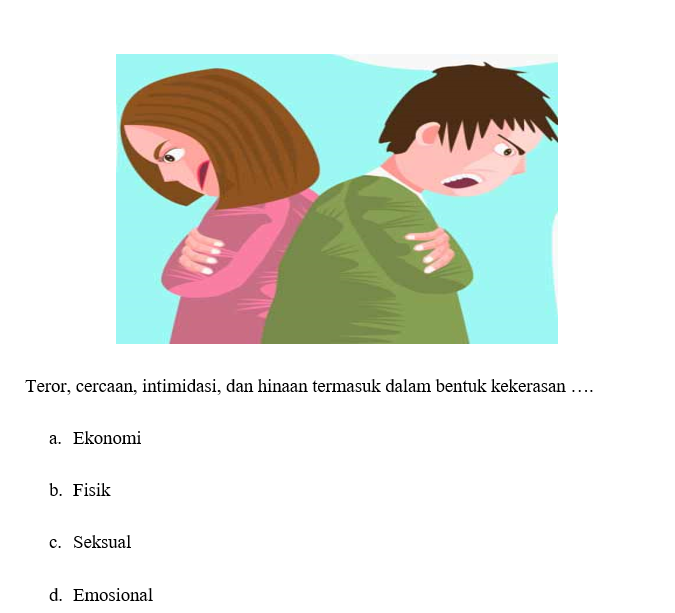 Teror, cercaan, intimidasi, dan hinaan termasuk dalam bentuk kekerasan ….
a. Ekonomi
b. Fisik
c. Seksual
d. Emosional